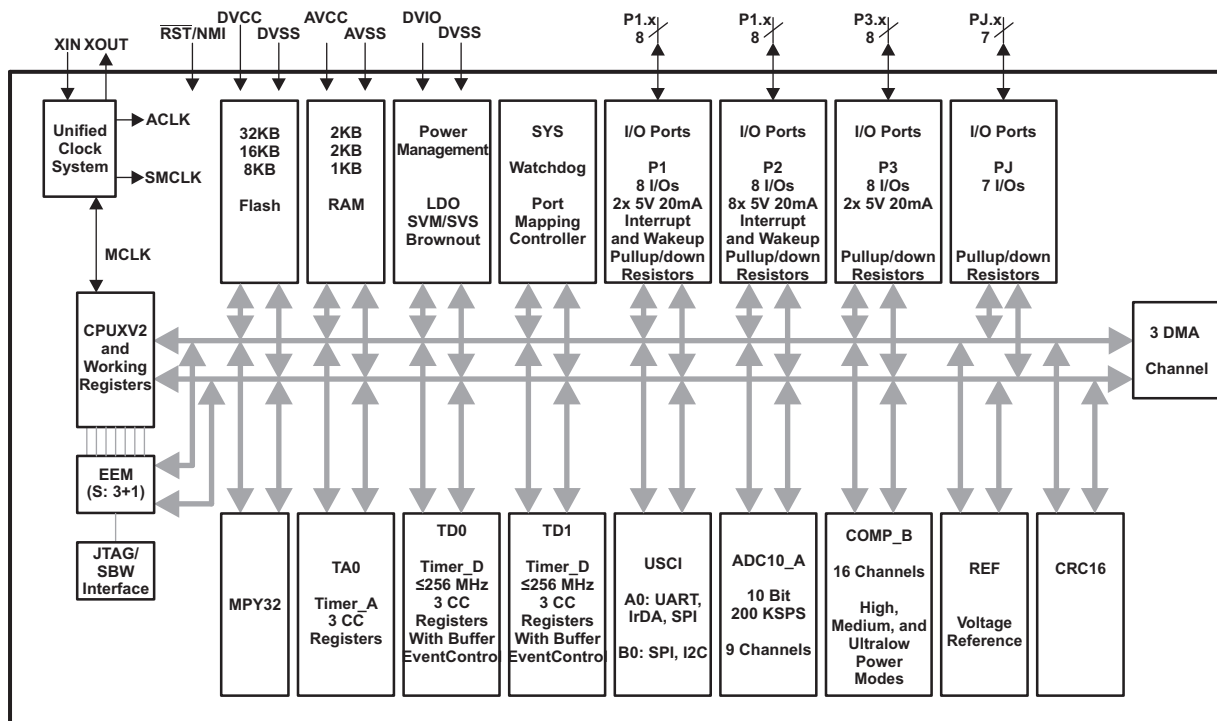 XIN XOUT
RST/NMI
DVCC
DVSS
AVCC
AVSS
DVIO
DVSS
P1.x
8
P1.x
8
P3.x
8
PJ.x
7
Unified
Clock
System
ACLK
SMCLK
MCLK
32KB
16KB
8KB
Flash
2KB
2KB
1KB
RAM
Power
Management
LDO
SVM/SVS
Brownout
SYS
Watchdog
Port
Mapping
Controller
I/O Ports
P1
8 I/Os
2x 5V 20mA
Interrupt
and Wakeup
Pullup/down
Resistors
I/O Ports
P2
8 I/Os
8x 5V 20mA
Interrupt
and Wakeup
Pullup/down
Resistors
I/O Ports
P3
8 I/Os
2x 5V 20mA
Pullup/down
Resistors
I/O Ports
PJ
7 I/Os
Pullup/down
Resistors
CPUXV2
and
Working
Registers
3 DMA
Channel
EEM
(S: 3+1)
JTAG/
SBW
Interface
MPY32
TA0
Timer_A
3 CC
Registers
TD0
Timer_D
≤256 MHz
3 CC
Registers
With Buffer
EventControl
TD1
Timer_D
≤256 MHz
3 CC
Registers
With Buffer
EventControl
USCI
A0: UART,
IrDA, SPI
B0: SPI, I2C
ADC10_A
10 Bit
200 KSPS
9 Channels
COMP_B
16 Channels
High,
Medium, and
Ultralow
Power
Modes
REF
Voltage
Reference
CRC16